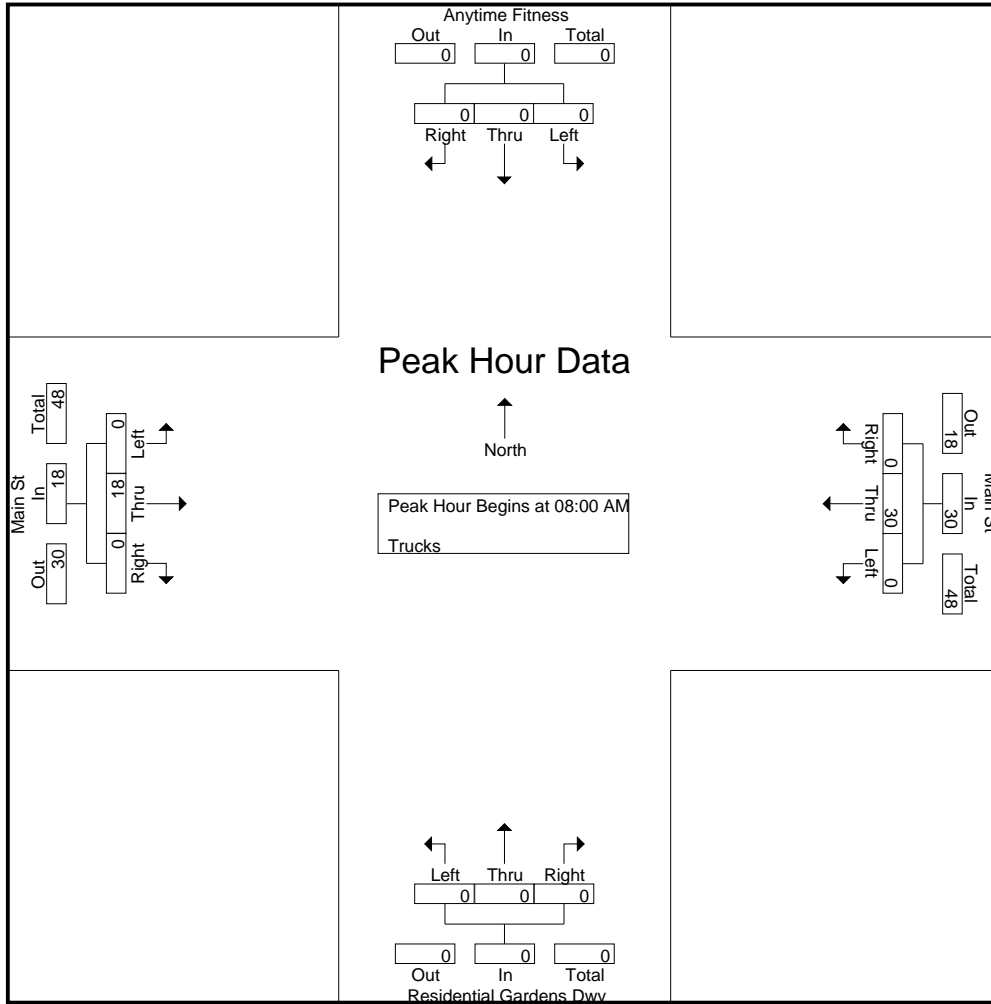 Anytime Fitness
Out In Total
0 0 0
0 0 0
Right Thru Left
Peak Hour Data
North
Peak Hour Begins at 08:00 AM
Trucks
Main St
Total In Out
48 18 30
0 18 0
Left Thru Right
Right Thru Left
0 30 0
Out In Total
18 30 48
Main St
Left Thru Right
0 0 0
0 0 0
Out In Total
Residential Gardens Dwy